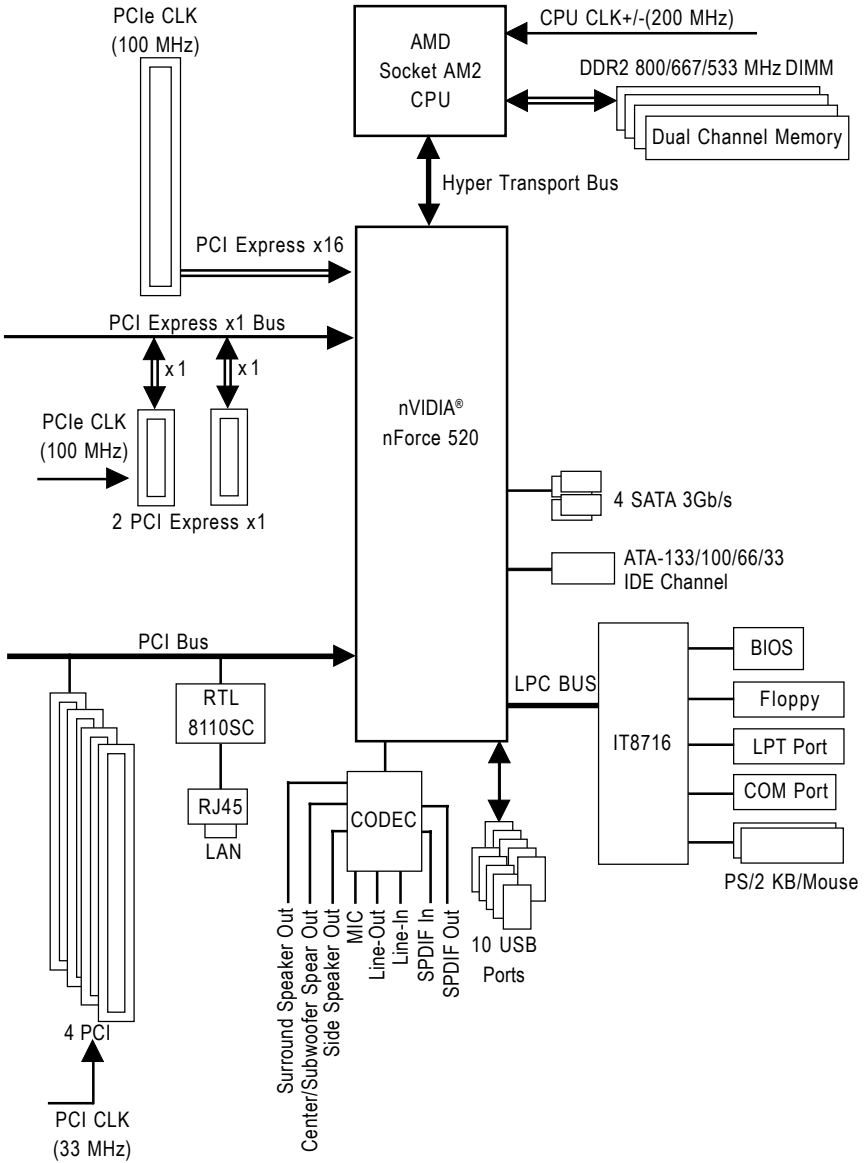 PCIe CLK
(100 MHz)
AMD
Socket AM2
CPU
CPU CLK+/-(200 MHz)
DDR2 800/667/533 MHz DIMM
Dual Channel Memory
Hyper Transport Bus
PCI Express x16
PCI Express x1 Bus
x1
x1
PCIe CLK
(100 MHz)
2 PCI Express x1
nVIDIA®
nForce 520
4 SATA 3Gb/s
ATA-133/100/66/33
IDE Channel
PCI Bus
RTL
8110SC
RJ45
LAN
LPC BUS
IT8716
BIOS
Floppy
LPT Port
COM Port
PS/2 KB/Mouse
CODEC
Surround Speaker Out
Center/Subwoofer Spear Out
Side Speaker Out
MIC
Line-Out
Line-In
SPDIF In
SPDIF Out
10 USB
Ports
4 PCI
PCI CLK
(33 MHz)